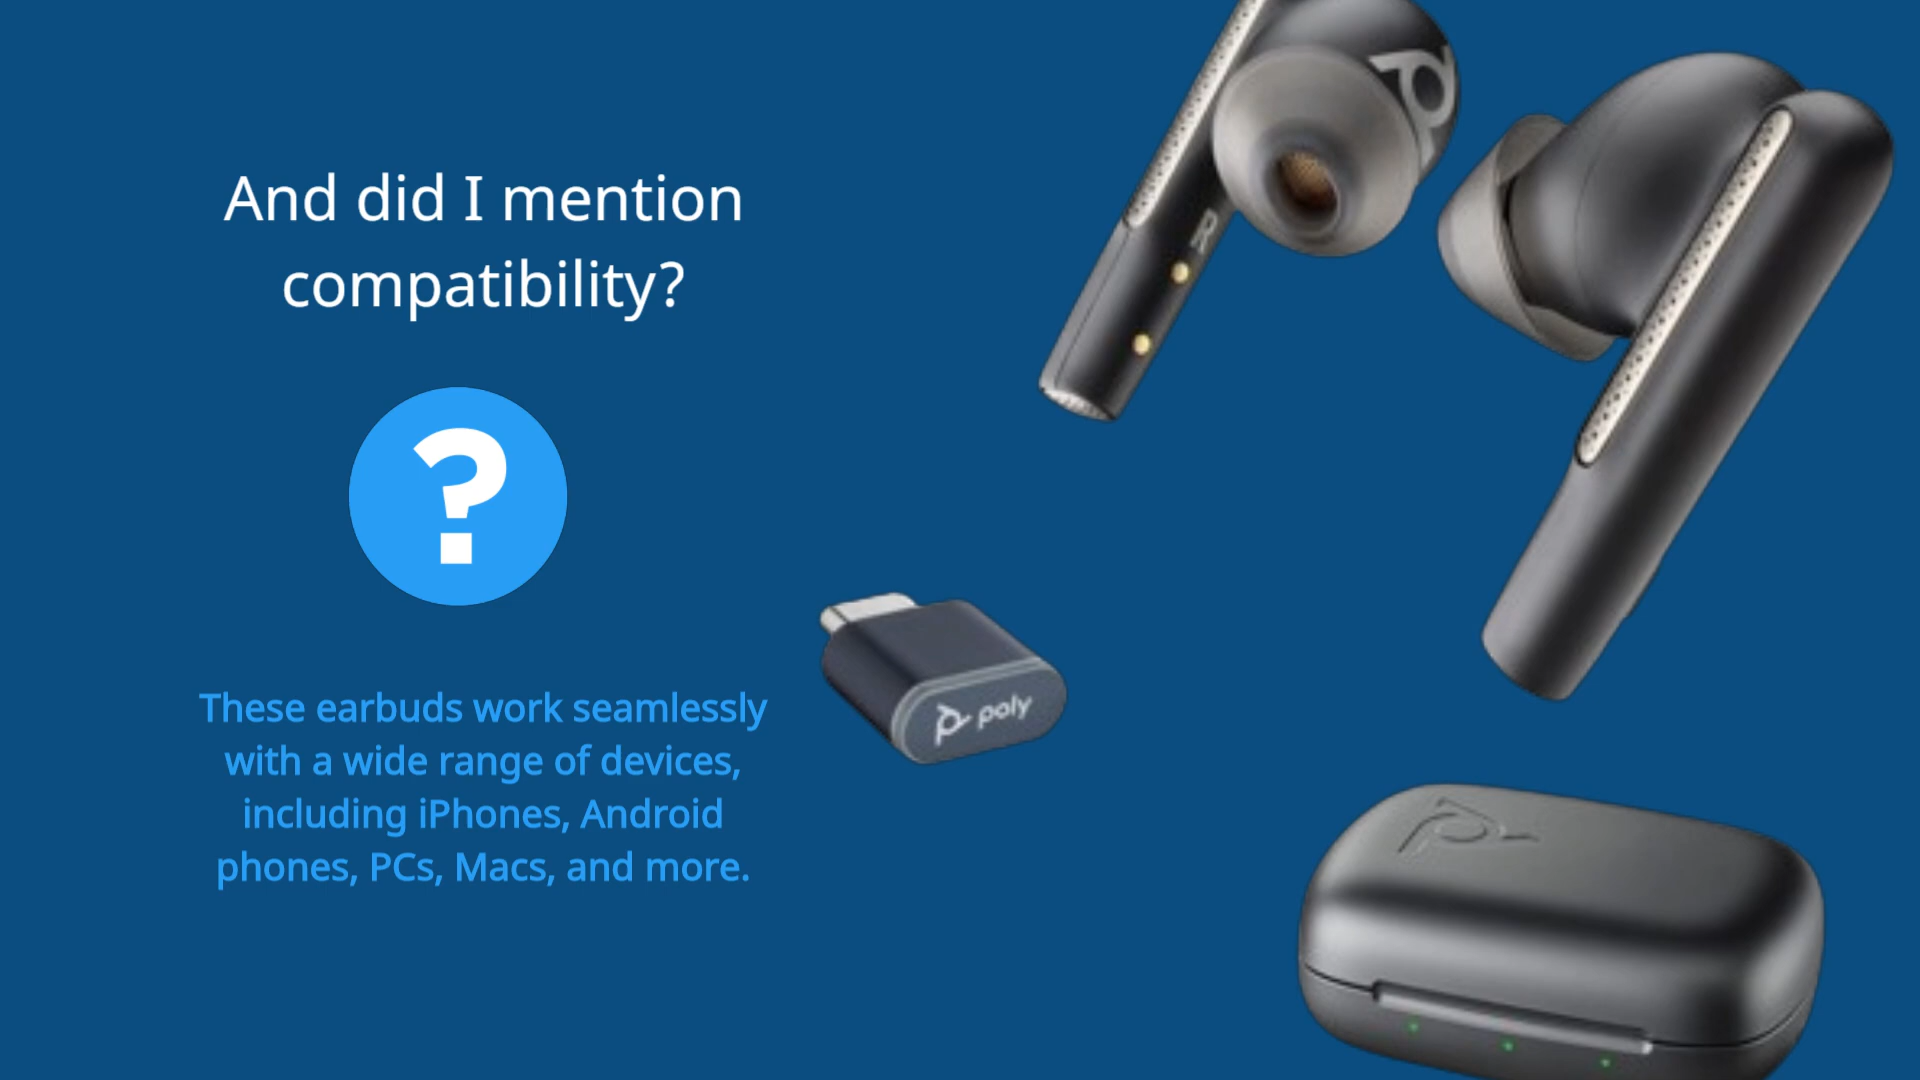 And did I mention
compatibility?
?
These earbuds work seamlessly
with a wide range of devices,
including iPhones, Android
phones, PCs, Macs, and more.
R
poly